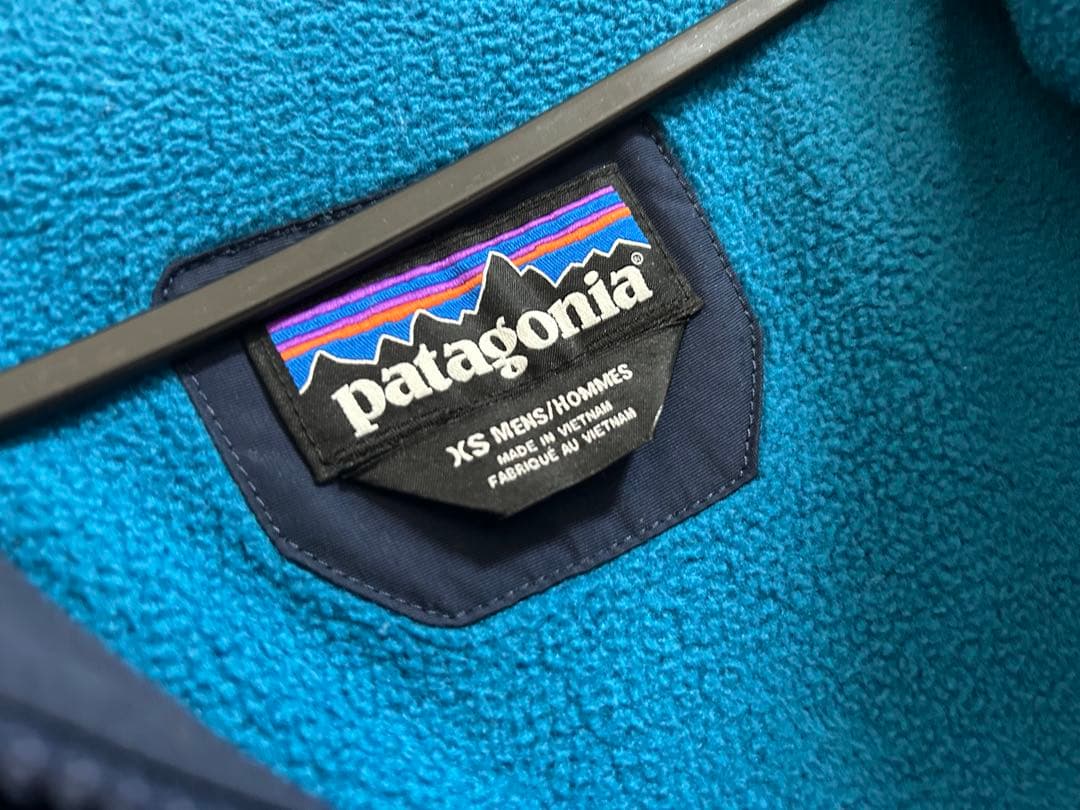 patagonia®
XS MENS/HOMMES
MADE IN VIETNAM
FABRIQUÉ AU VIETNAM